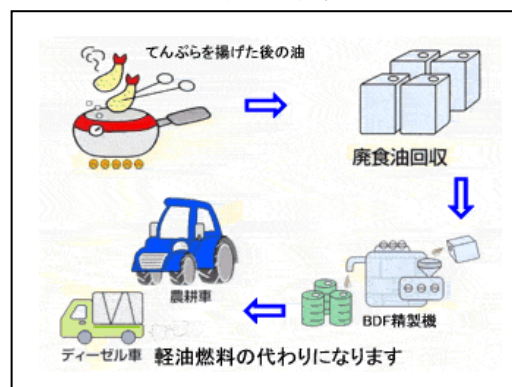 てんぷらを揚げた後の油
廃食油回収
農耕車
BDF精製機
ディーゼル車
軽油燃料の代わりになります